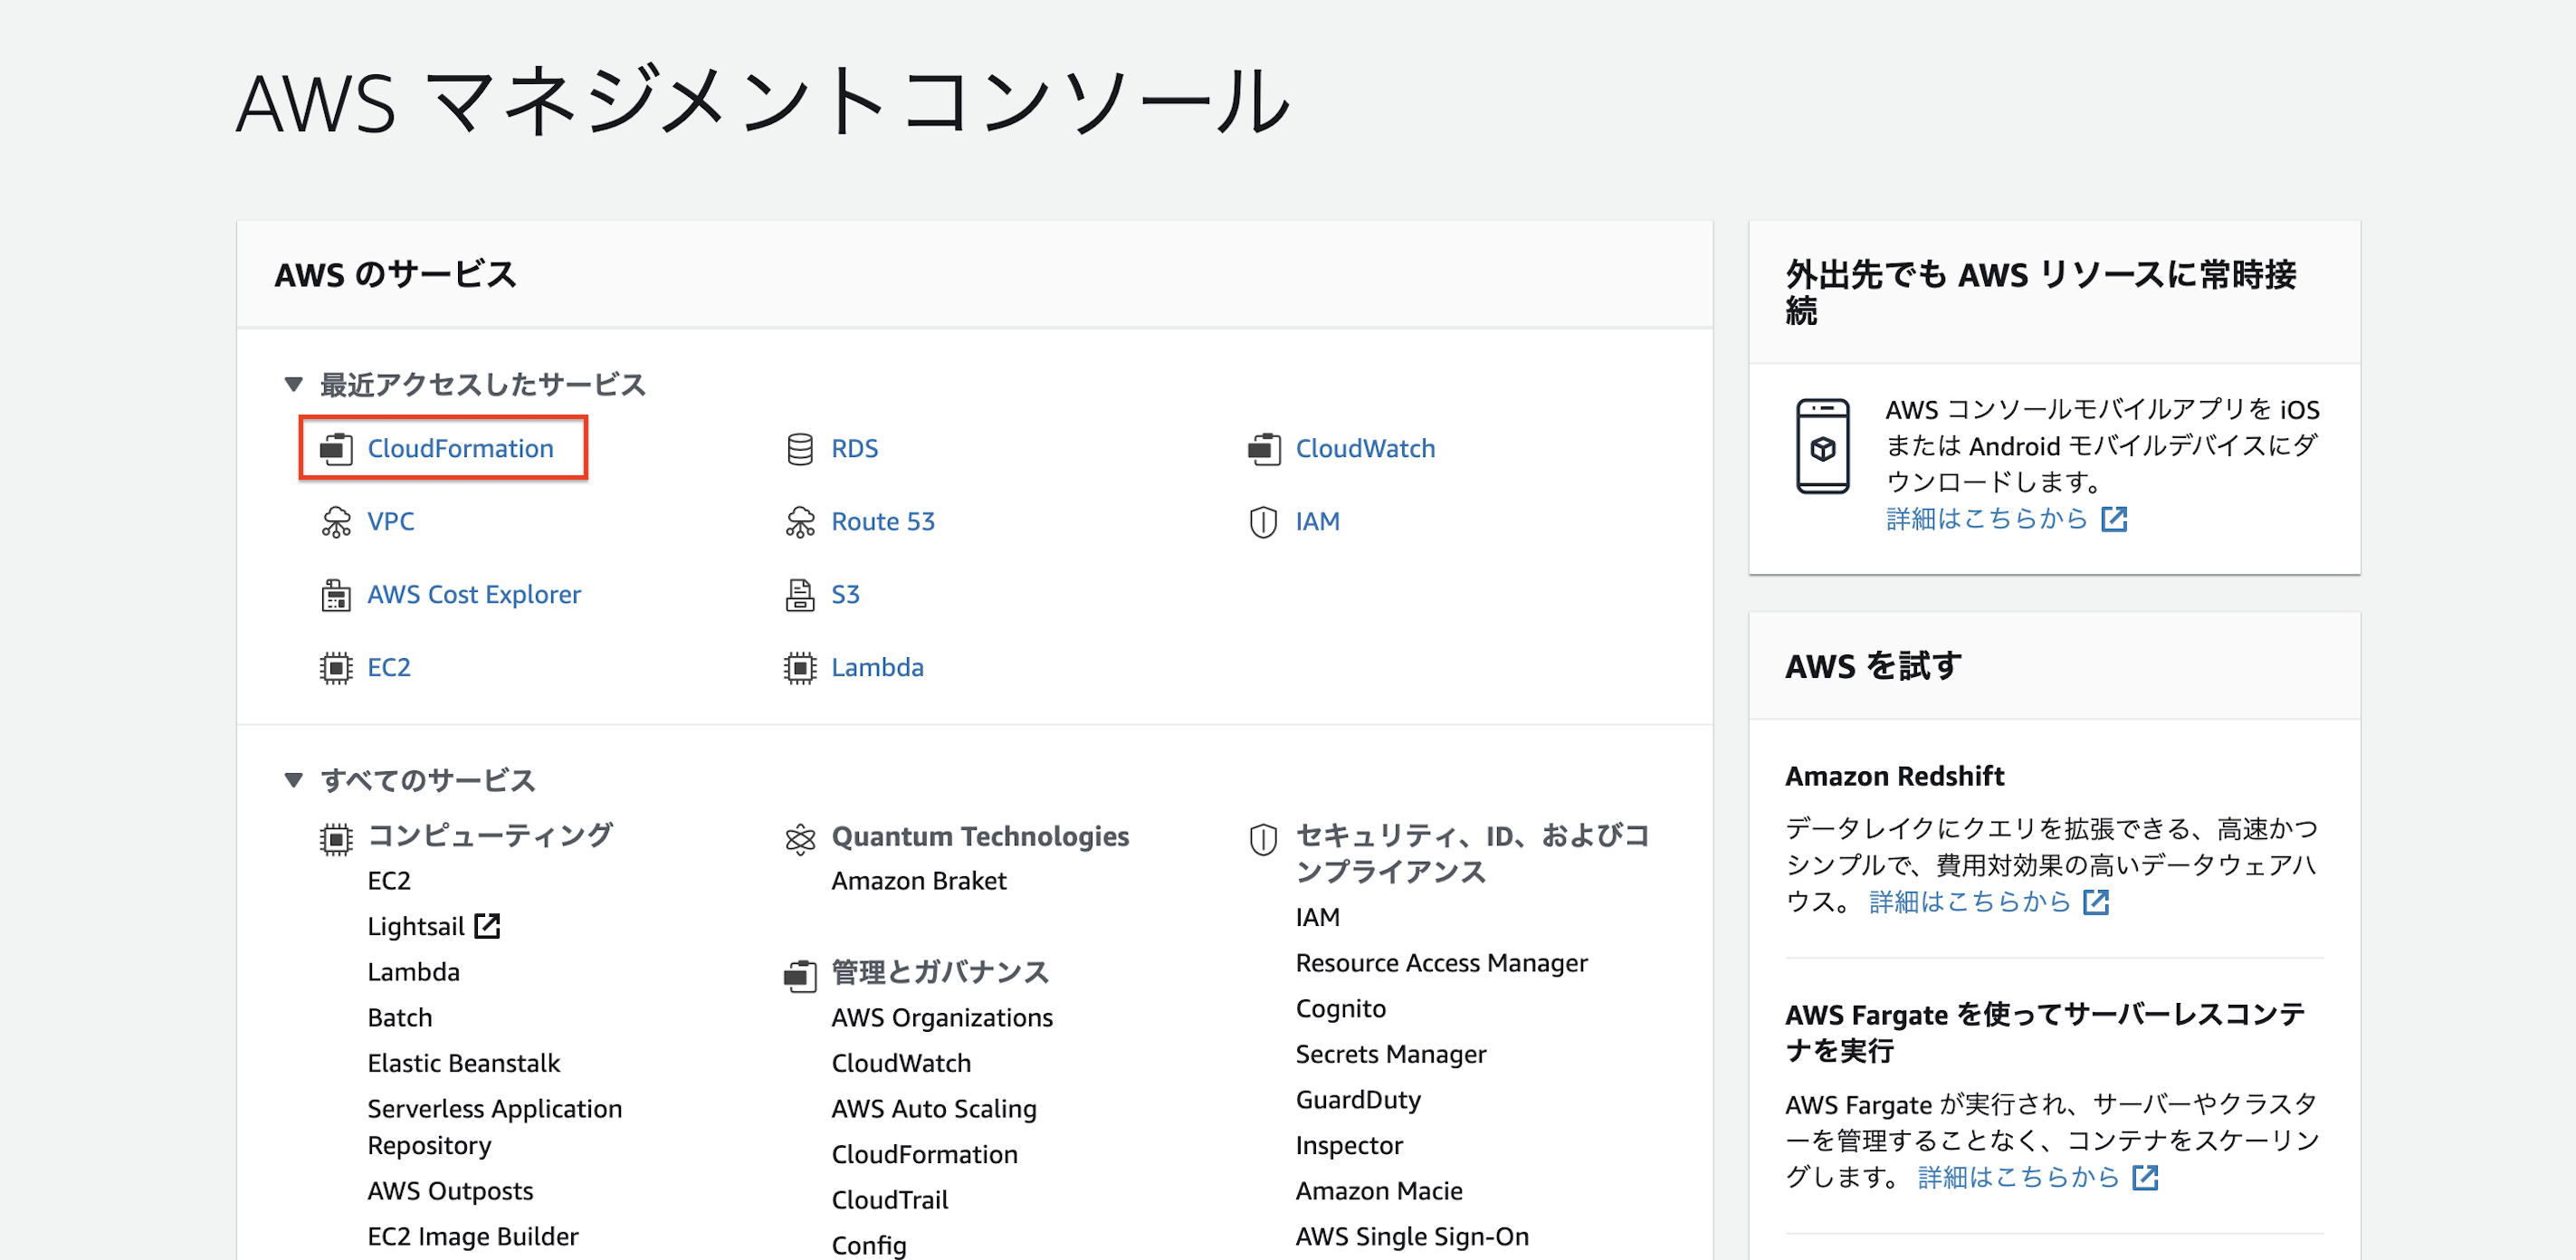 AWS マネジメントコンソール
AWS のサービス
最近アクセスしたサービス
CloudFormation
RDS
CloudWatch
VPC
Route 53
IAM
AWS Cost Explorer
S3
EC2
Lambda
すべてのサービス
コンピューティング
EC2
Lightsail
Lambda
Batch
Elastic Beanstalk
Serverless Application
Repository
AWS Outposts
EC2 Image Builder
Quantum Technologies
Amazon Braket
管理とガバナンス
AWS Organizations
CloudWatch
AWS Auto Scaling
CloudFormation
CloudTrail
Config
セキュリティ、ID、およびコ
ンプライアンス
IAM
Resource Access Manager
Cognito
Secrets Manager
GuardDuty
Inspector
Amazon Macie
AWS Single Sign-On
外出先でも AWS リソースに常時接
続
AWS コンソールモバイルアプリを iOS
または Android モバイルデバイスにダ
ウンロードします。
詳細はこちらから
AWS を試す
Amazon Redshift
データレイクにクエリを拡張できる、高速かつ
シンプルで、費用対効果の高いデータウェアハ
ウス。 詳細はこちらから
AWS Fargate を使ってサーバーレスコンテ
ナを実行
AWS Fargate が実行され、サーバーやクラスタ
ーを管理することなく、コンテナをスケーリン
グします。 詳細はこちらから